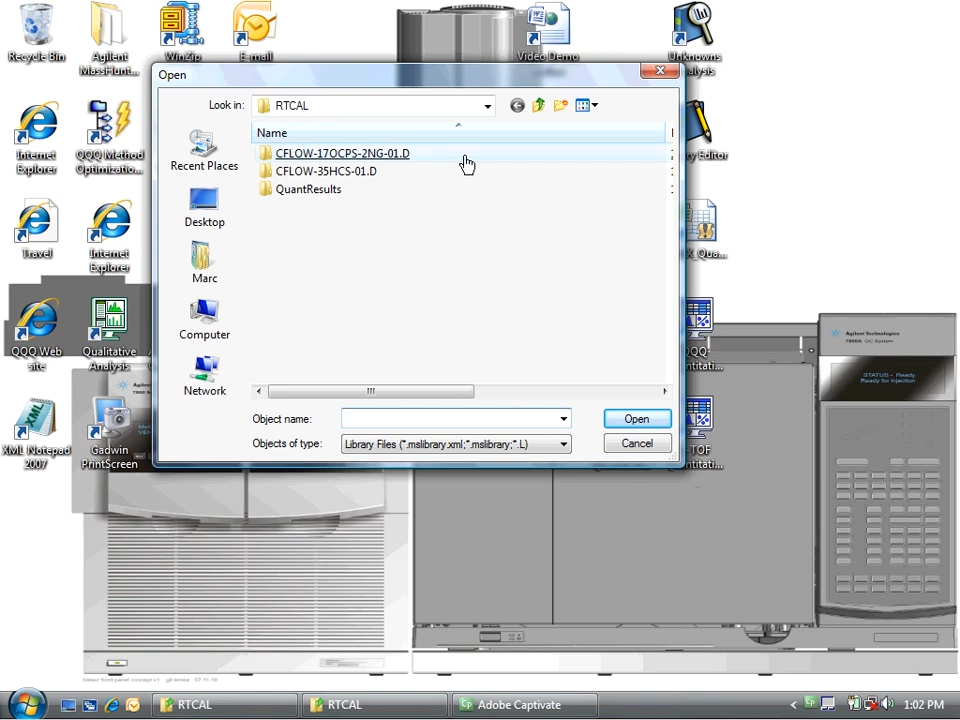 Recycle Bin
Agilent
MassHunt...
WinZip
E-mail
Video Demo
Unknowns
Open
Look in:
RTCAL
Name
CFLOW-17OCPS-2NG-01.D
CFLOW-35HCS-01.D
QuantResults
Recent Places
Desktop
Marc
Computer
Network
Object name:
Open
Objects of type:
Library Files (*.mslibrary.xml;*.mslibrary;*.L)
Cancel
Internet
Explorer
QQQ Method
Optimizatio...
Travel
Internet
Explorer
QQQ Web
site
Qualitative
Analysis
XML Notepad
2007
Gadwin
PrintScreen
Agilent Technologies
7890A GC System
STATUS - Ready
Ready for Injection
RTCAL
RTCAL
Adobe Captivate
1:02 PM